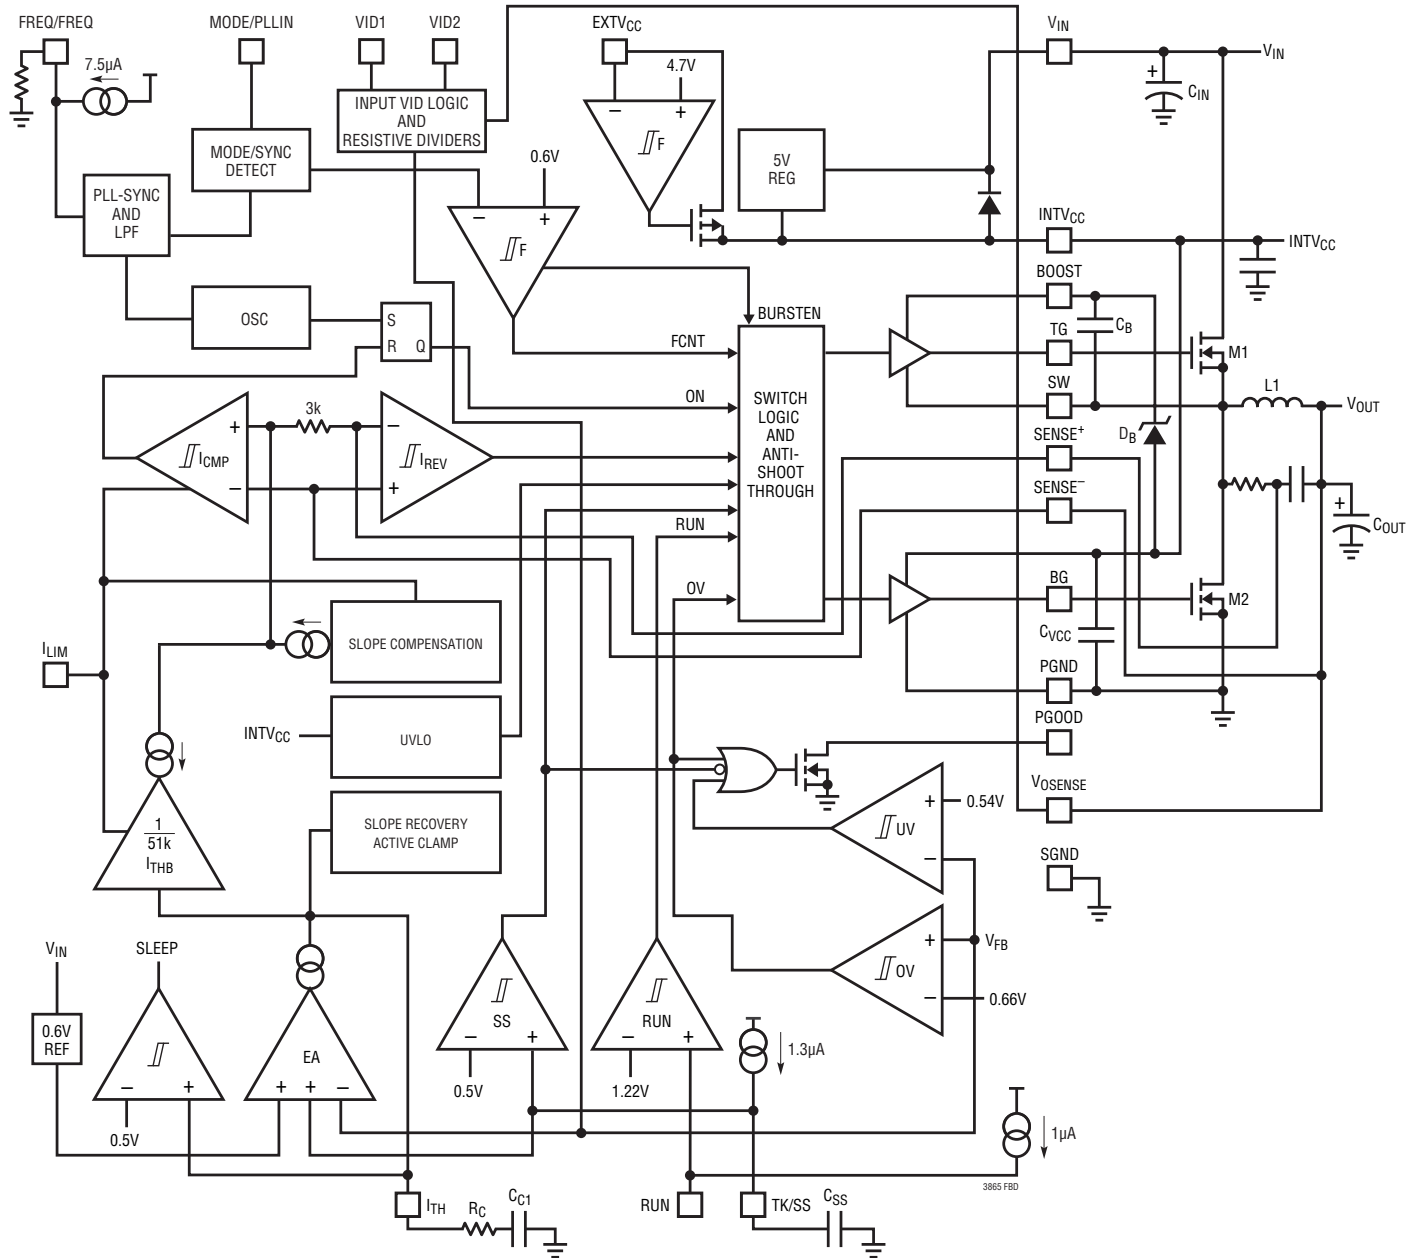 FREQ/FREQ
MODE/PLLIN
VID1
VID2
EXTVCC
VIN
7.5µA
4.7V
VIN
+
CIN
INPUT VID LOGIC
AND
RESISTIVE DIVIDERS
−
+
F
MODE/SYNC
DETECT
5V
REG
0.6V
PLL-SYNC
AND
LPF
−
+
F
INTVCC
INTVCC
BOOST
OSC
S
R
Q
BURSTEN
FCNT
CB
TG
M1
SW
L1
VOUT
ON
SWITCH
LOGIC
AND
ANTI-
SHOOT
THROUGH
3k
+
−
ICMP
−
+
IREV
SENSE+
DB
SENSE−
+
COUT
RUN
OV
BG
M2
CVCC
SLOPE COMPENSATION
ILIM
PGND
INTVCC
UVLO
PGOOD
1
51k
ITHB
SLOPE RECOVERY
ACTIVE CLAMP
+
0.54V
UV
−
VOSENSE
SGND
VIN
SLEEP
+
VFB
OV
−
0.66V
0.6V
REF
−
+
0.5V
EA
+
+
−
SS
−
+
0.5V
RUN
−
+
1.22V
1.3µA
1µA
3865 FBD
ITH
RC
CC1
RUN
TK/SS
CSS